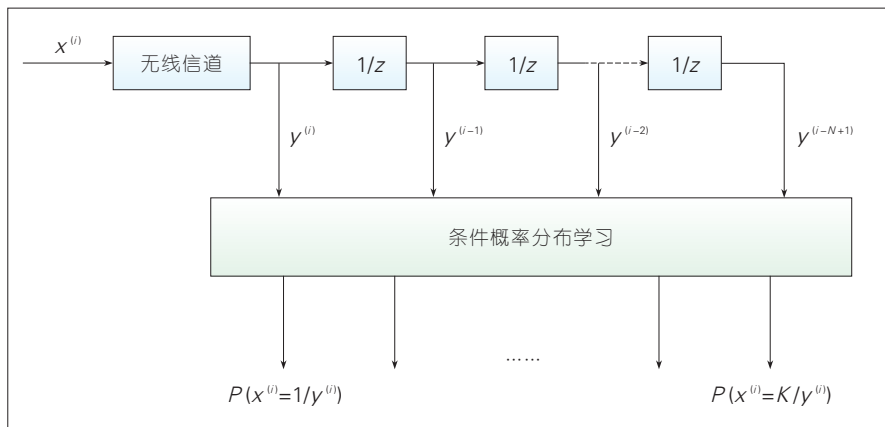 x^(i)
无线信道
1/z
1/z
1/z
y^(i)
y^(i−1)
y^(i−2)
y^(i−N+1)
条件概率分布学习
……
P(x^(i)=1/y^(i))
P(x^(i)=K/y^(i))